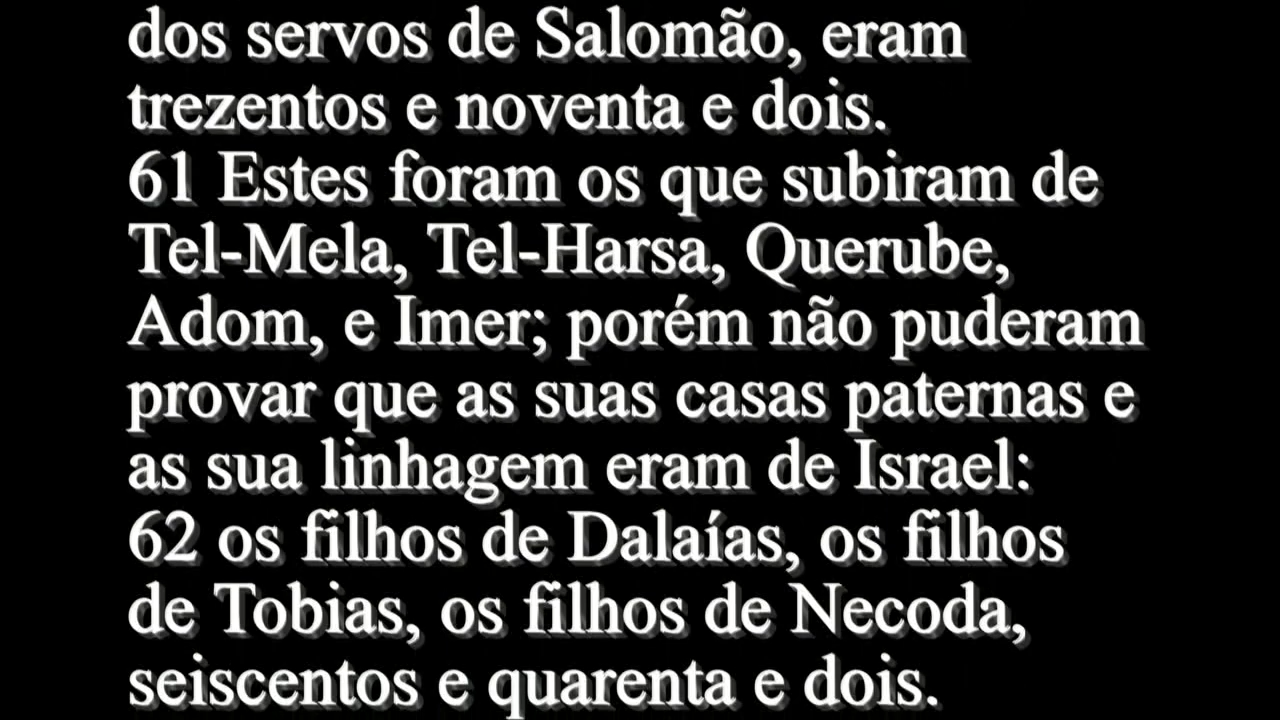 dos servos de Salomão, eram
trezentos e noventa e dois.
61 Estes foram os que subiram de
Tel-Mela, Tel-Harsa, Querube,
Adom, e Imer; porém não puderam
provar que as suas casas paternas e
as sua linhagem eram de Israel:
62 os filhos de Dalaías, os filhos
de Tobias, os filhos de Necoda,
seiscentos e quarenta e dois.